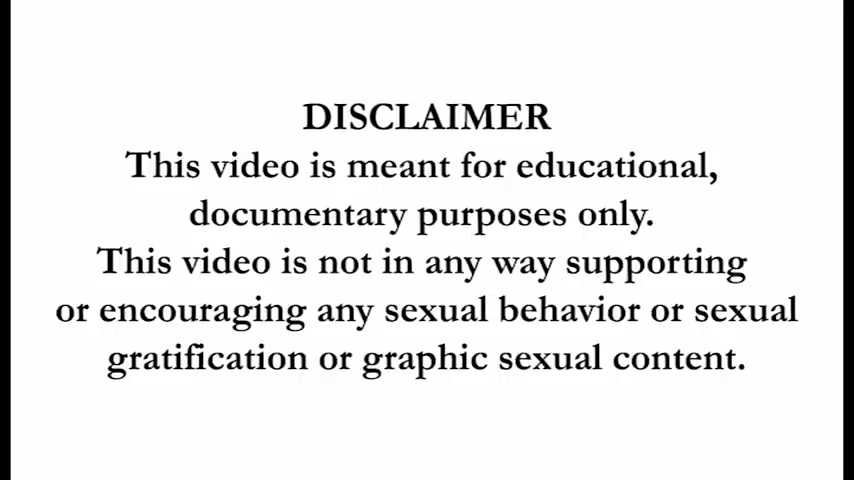 DISCLAIMER
This video is meant for educational,
documentary purposes only.
This video is not in any way supporting
or encouraging any sexual behavior or sexual
gratification or graphic sexual content.